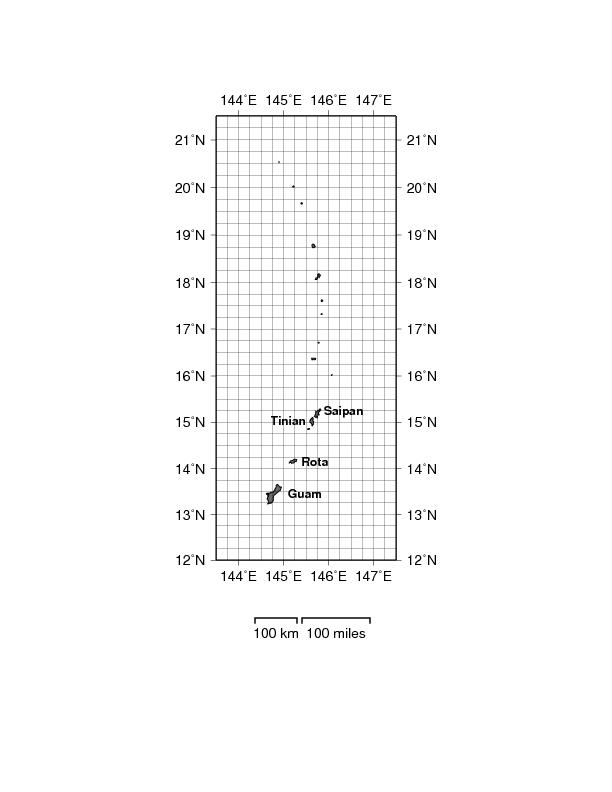 144°E 145°E 146°E 147°E
21°N 21°N
20°N 20°N
19°N 19°N
18°N 18°N
17°N 17°N
16°N 16°N
Saipan
Tinian
15°N 15°N
Rota
14°N 14°N
Guam
13°N 13°N
12°N 12°N
144°E 145°E 146°E 147°E
100 km 100 miles